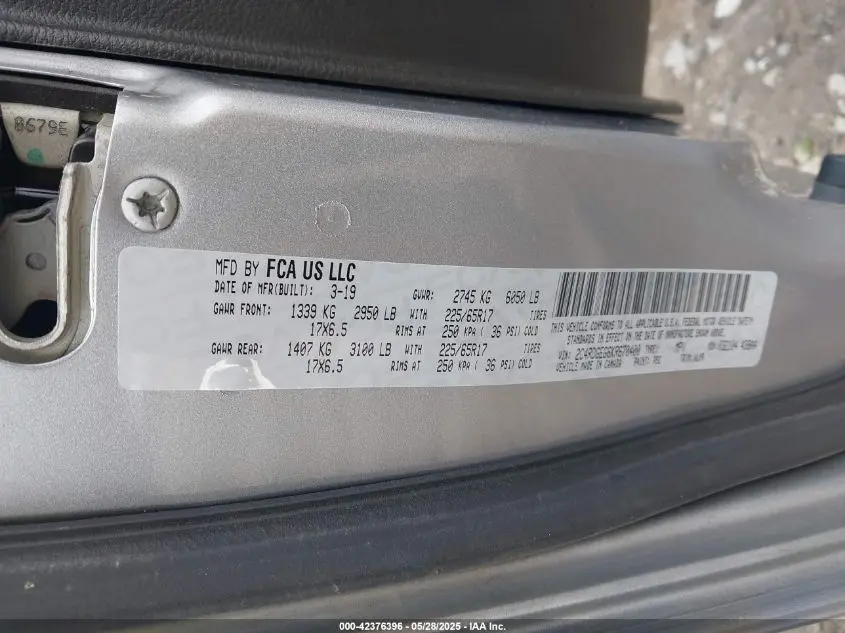 8679E
MFD BY FCA US LLC
DATE OF MFR(BUILT): 3-19 GVWR: 2745 KG 6050 LB
GAWR FRONT: 1339 KG 2950 LB WITH 225/65R17 TIRES
17X6.5 RIMS AT 250 KPA ( 36 PSI) COLD
GAWR REAR: 1407 KG 3100 LB WITH 225/65R17 TIRES
17X6.5 RIMS AT 250 KPA ( 36 PSI) COLD
THIS VEHICLE CONFORMS TO ALL APPLICABLE U.S.A. FEDERAL MOTOR VEHICLE SAFETY
STANDARDS IN EFFECT ON THE DATE OF MANUFACTURE SHOWN ABOVE.
VIN: TYPE:
VEHICLE MADE IN CANADA PAINT: TRIM:
000-42376396 — 05/28/2025 — IAA Inc.